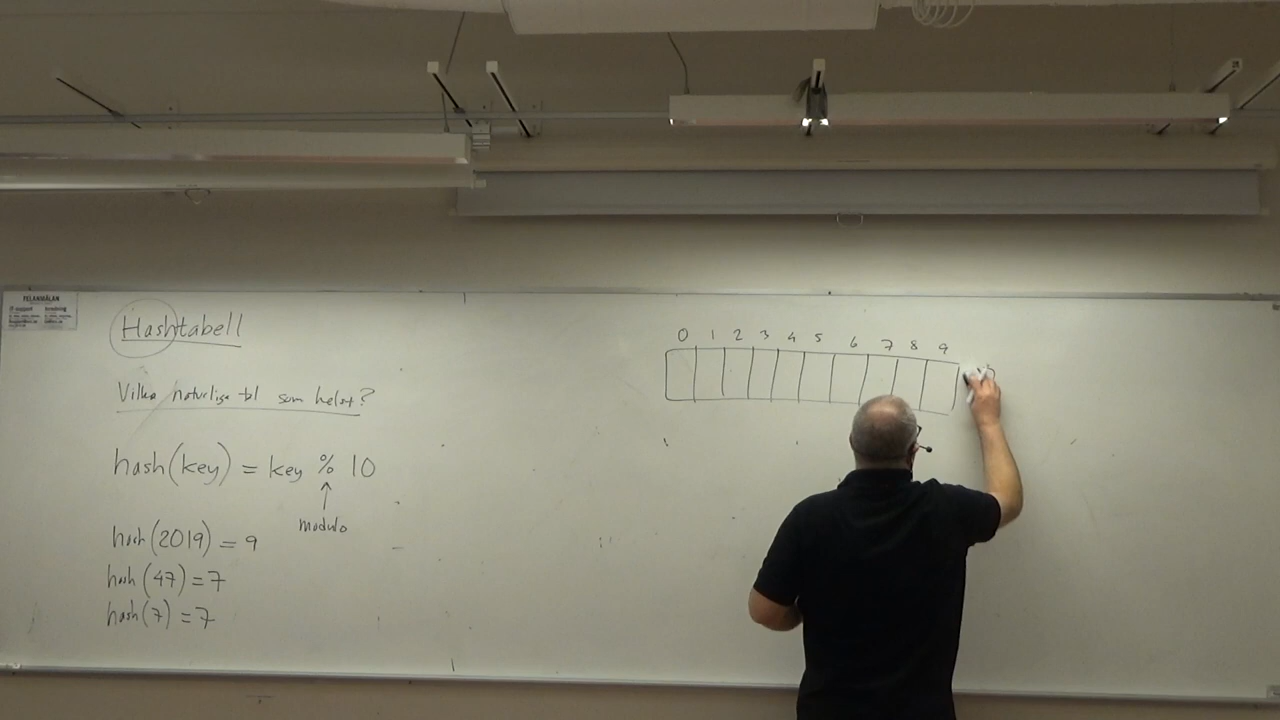 FELANMÄLAN
Hashtabell
Vilka naturliga tal som helst?
hash(key) = key % 10
↑
modulo
hash(2019) = 9
hash(47) = 7
hash(7) = 7
0 1 2 3 4 5 6 7 8 9